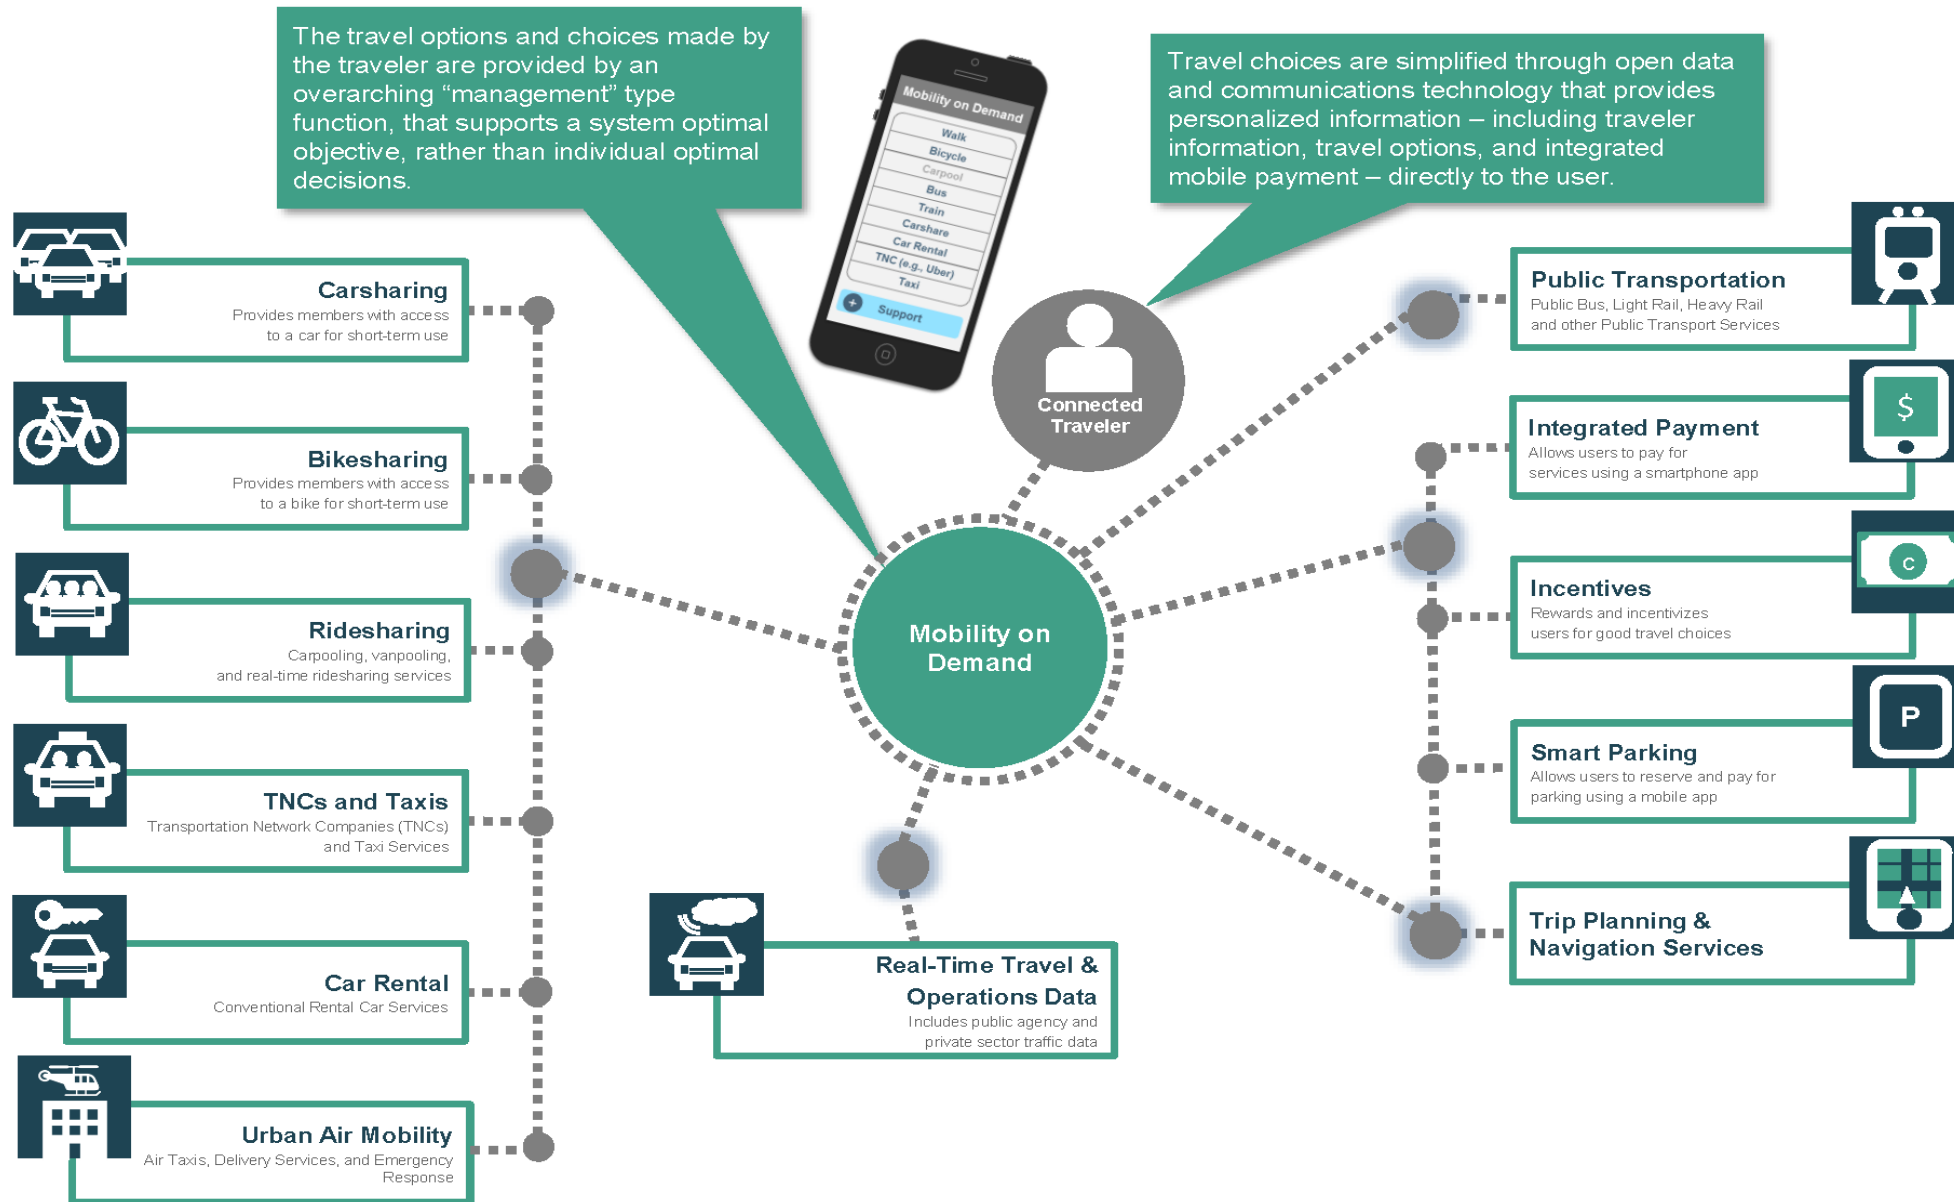 The travel options and choices made by
the traveler are provided by an
overarching “management” type
function, that supports a system optimal
objective, rather than individual optimal
decisions.
Mobility on Demand
Walk
Bicycle
Carpool
Bus
Train
Carshare
Car Rental
TNC (e.g., Uber)
Taxi
+ Support
Travel choices are simplified through open data
and communications technology that provides
personalized information – including traveler
information, travel options, and integrated
mobile payment – directly to the user.
Connected
Traveler
Mobility on
Demand
Carsharing
Provides members with access
to a car for short-term use
Bikesharing
Provides members with access
to a bike for short-term use
Ridesharing
Carpooling, vanpooling,
and real-time ridesharing services
TNCs and Taxis
Transportation Network Companies (TNCs)
and Taxi Services
Car Rental
Conventional Rental Car Services
Urban Air Mobility
Air Taxis, Delivery Services, and Emergency
Response
Real-Time Travel &
Operations Data
Includes public agency and
private sector traffic data
Public Transportation
Public Bus, Light Rail, Heavy Rail
and other Public Transport Services
$
Integrated Payment
Allows users to pay for
services using a smartphone app
C
Incentives
Rewards and incentivizes
users for good travel choices
P
Smart Parking
Allows users to reserve and pay for
parking using a mobile app
Trip Planning &
Navigation Services